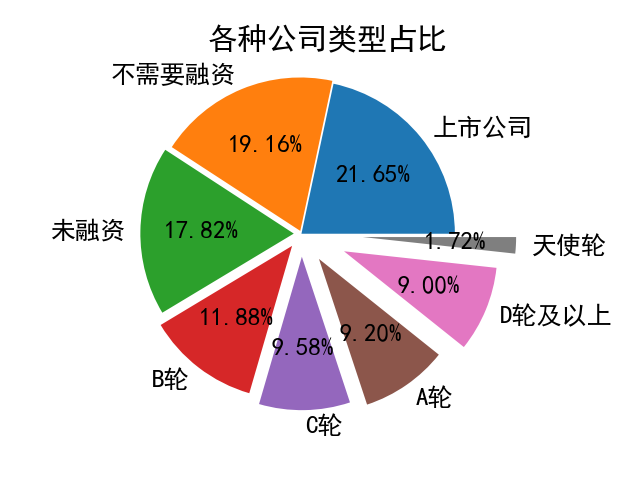 各种公司类型占比
不需要融资
上市公司
19.16%
21.65%
未融资
17.82%
1.72%
天使轮
9.00%
D轮及以上
11.88%
9.20%
9.58%
B轮
A轮
C轮